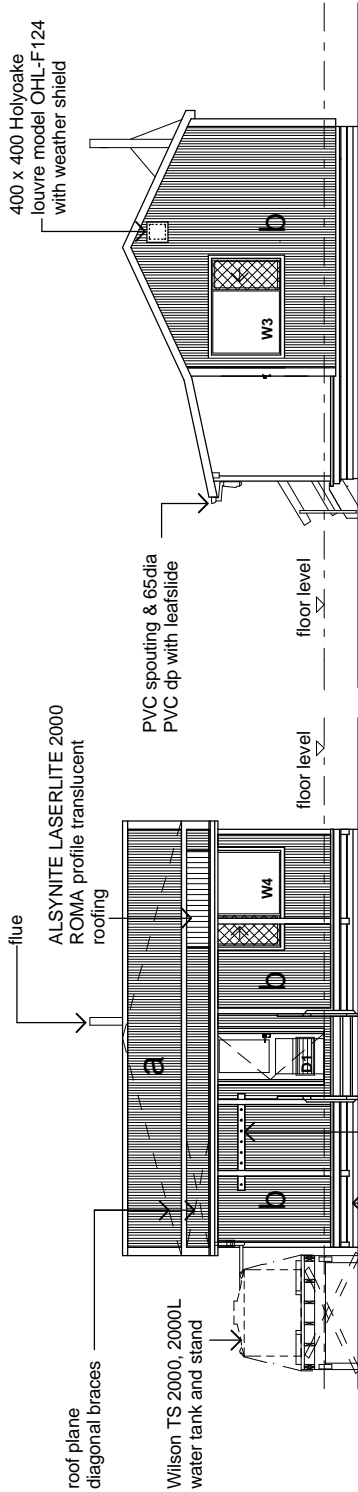 flue
roof plane
diagonal braces
ALSYNITE LASERLITE 2000
ROMA profile translucent
roofing
Wilson TS 2000, 2000L
water tank and stand
a
b
b
D1
W4
floor level
floor level
PVC spouting & 65dia
PVC dp with leafslide
400 x 400 Holyoake
louvre model OHL-F124
with weather shield
W3
b